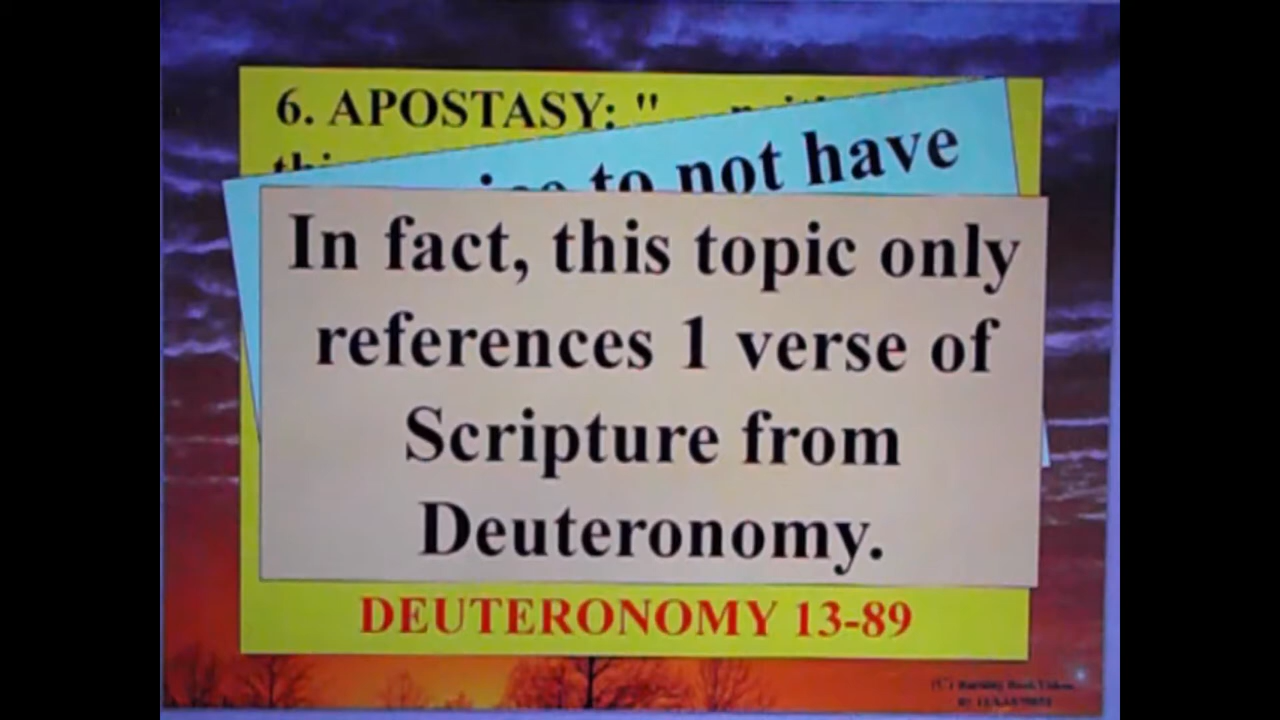 6. APOSTASY: "
to not have
In fact, this topic only
references 1 verse of
Scripture from
Deuteronomy.
DEUTERONOMY 13-89